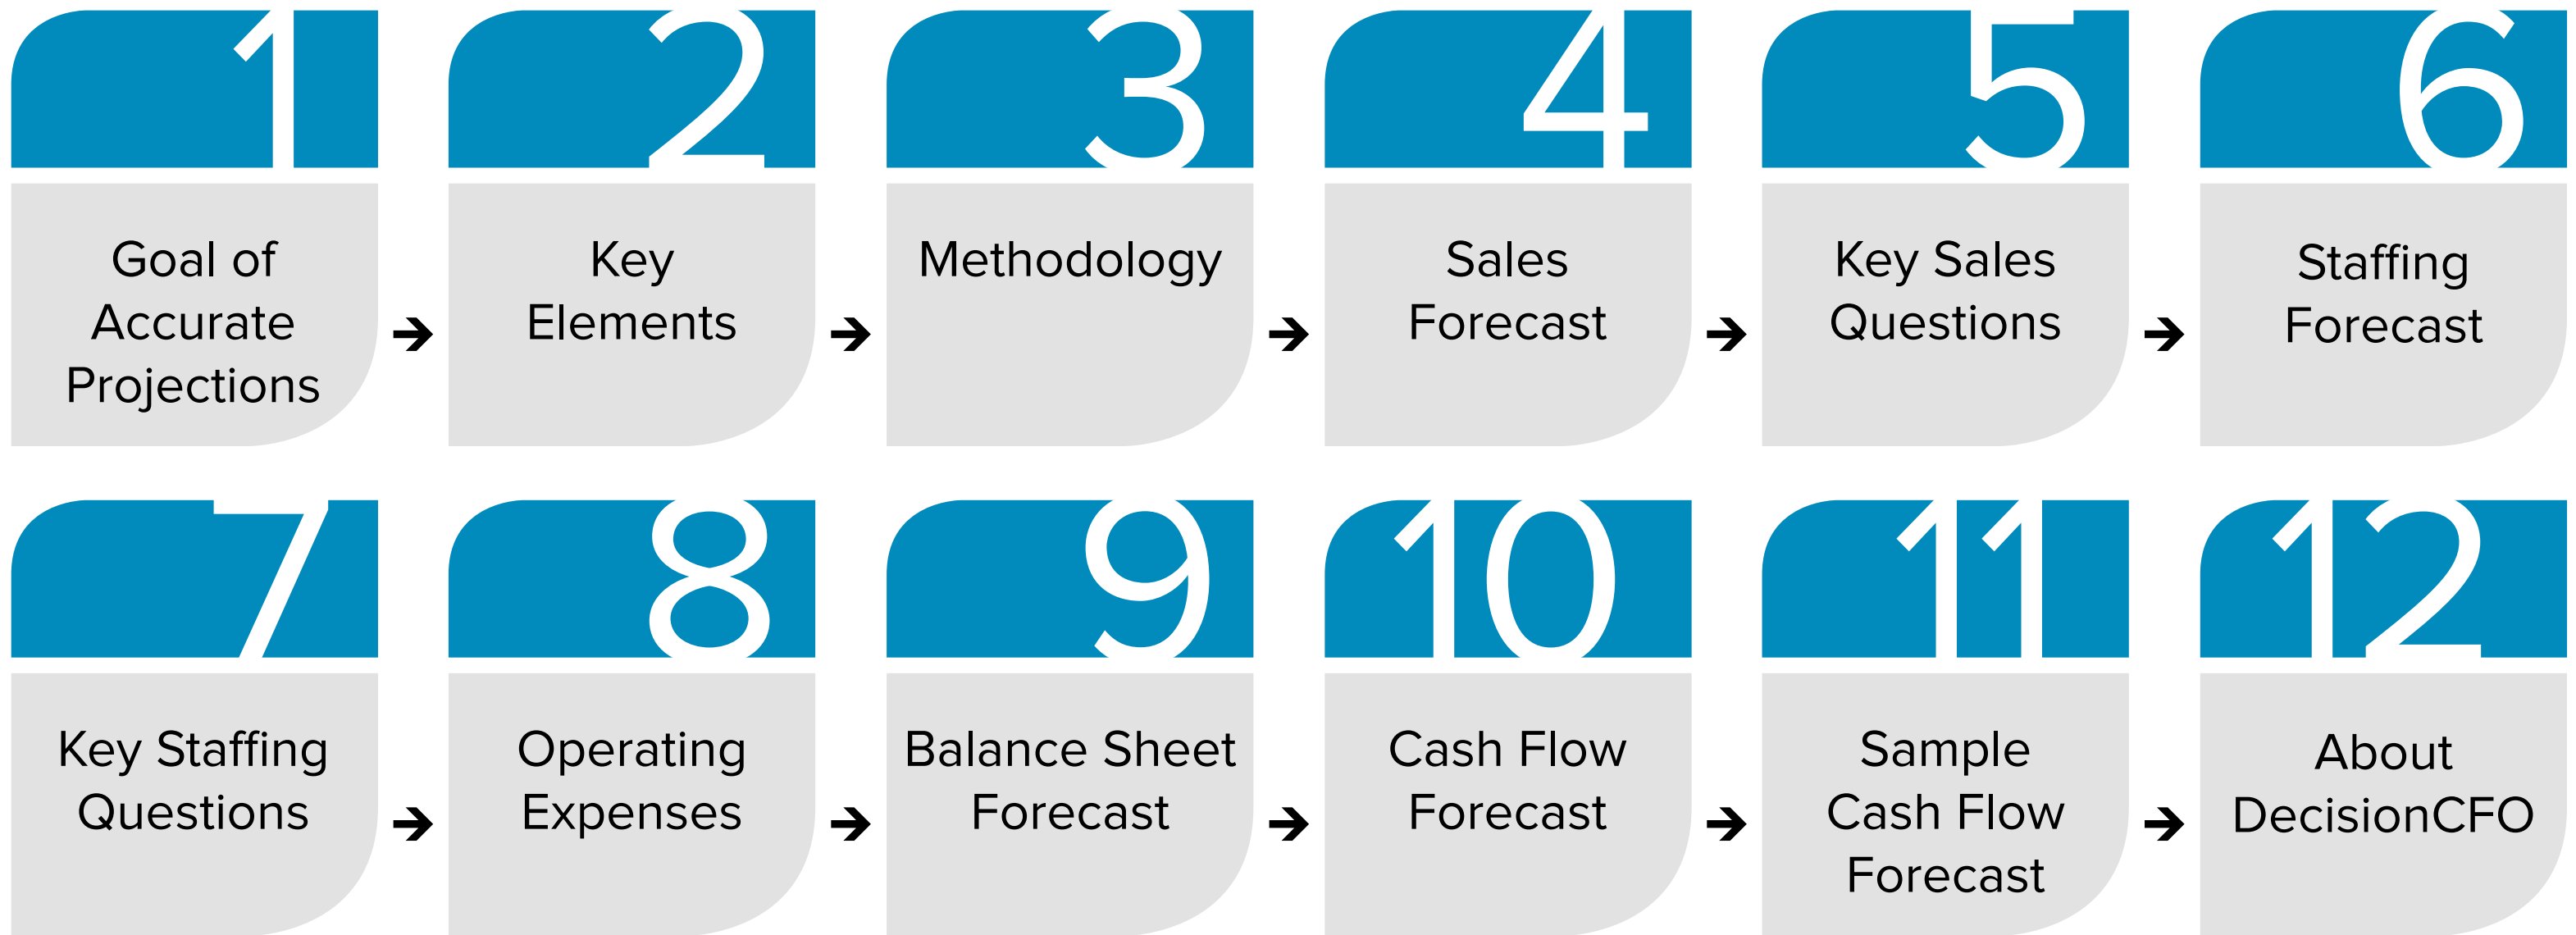 1
Goal of
Accurate
Projections
2
Key
Elements
3
Methodology
4
Sales
Forecast
5
Key Sales
Questions
6
Staffing
Forecast
7
Key Staffing
Questions
8
Operating
Expenses
9
Balance Sheet
Forecast
10
Cash Flow
Forecast
11
Sample
Cash Flow
Forecast
12
About
DecisionCFO